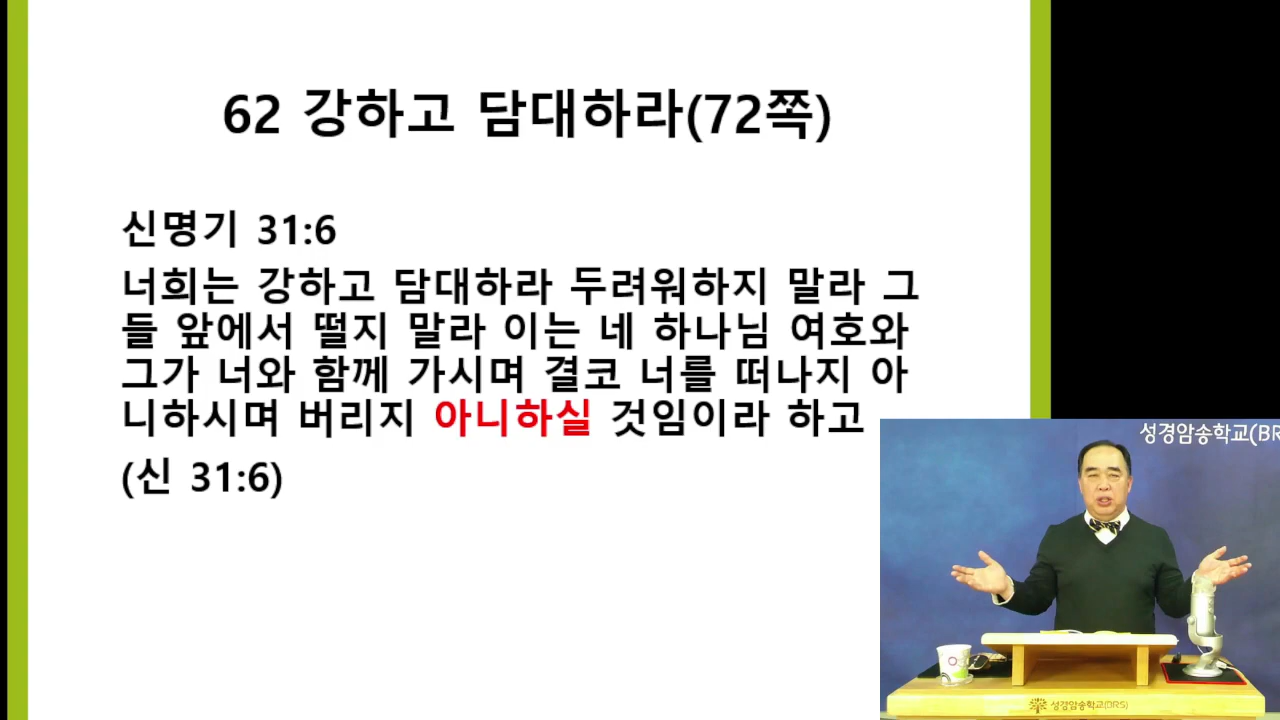 62 강하고 담대하라(72쪽)
신명기 31:6
너희는 강하고 담대하라 두려워하지 말라 그
들 앞에서 떨지 말라 이는 네 하나님 여호와
그가 너와 함께 가시며 결코 너를 떠나지 아
니하시며 버리지 아니하실 것임이라 하고
(신 31:6)
성경암송학교(BR
성경암송학교(BRS)